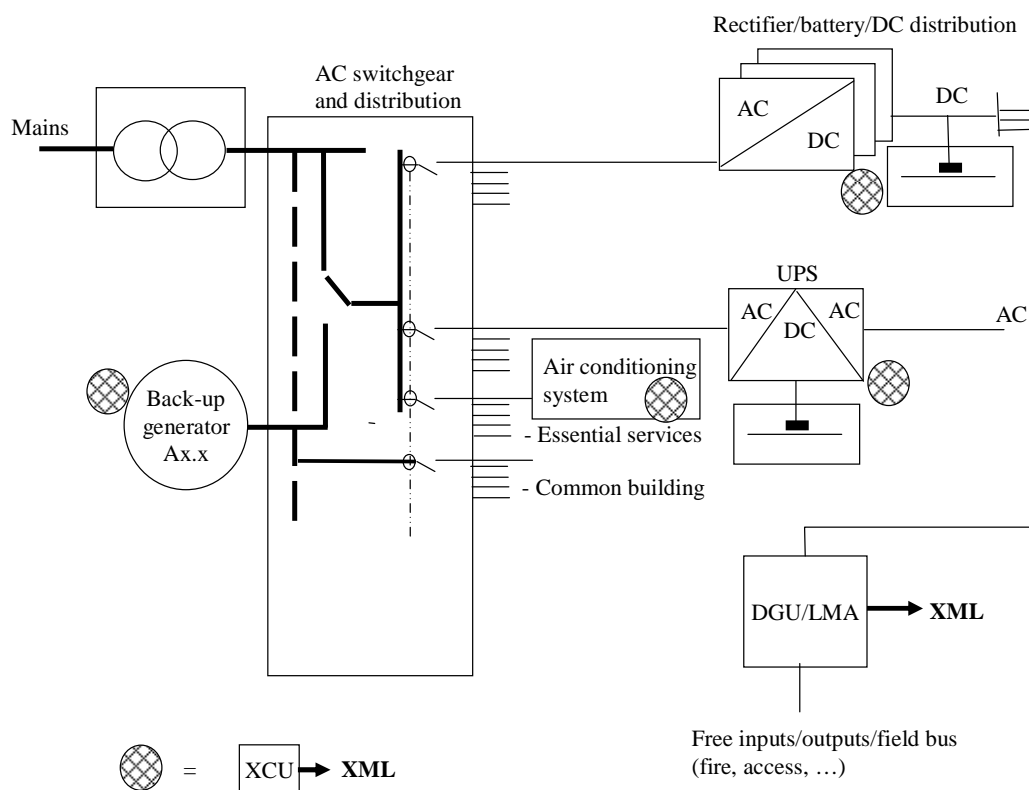 Rectifier/battery/DC distribution
AC switchgear
and distribution
Mains
AC
DC
DC
UPS
AC
DC
AC
AC
Air conditioning
system
Back-up
generator
Ax.x
- Essential services
- Common building
DGU/LMA
XML
Free inputs/outputs/field bus
(fire, access, …)
=
XCU
XML